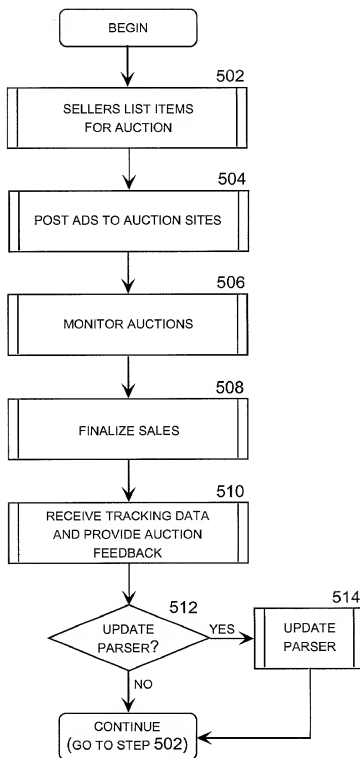 BEGIN
502
SELLERS LIST ITEMS
FOR AUCTION
504
POST ADS TO AUCTION SITES
506
MONITOR AUCTIONS
508
FINALIZE SALES
510
RECEIVE TRACKING DATA
AND PROVIDE AUCTION
FEEDBACK
512
UPDATE
PARSER?
YES
514
UPDATE
PARSER
NO
CONTINUE
(GO TO STEP 502)